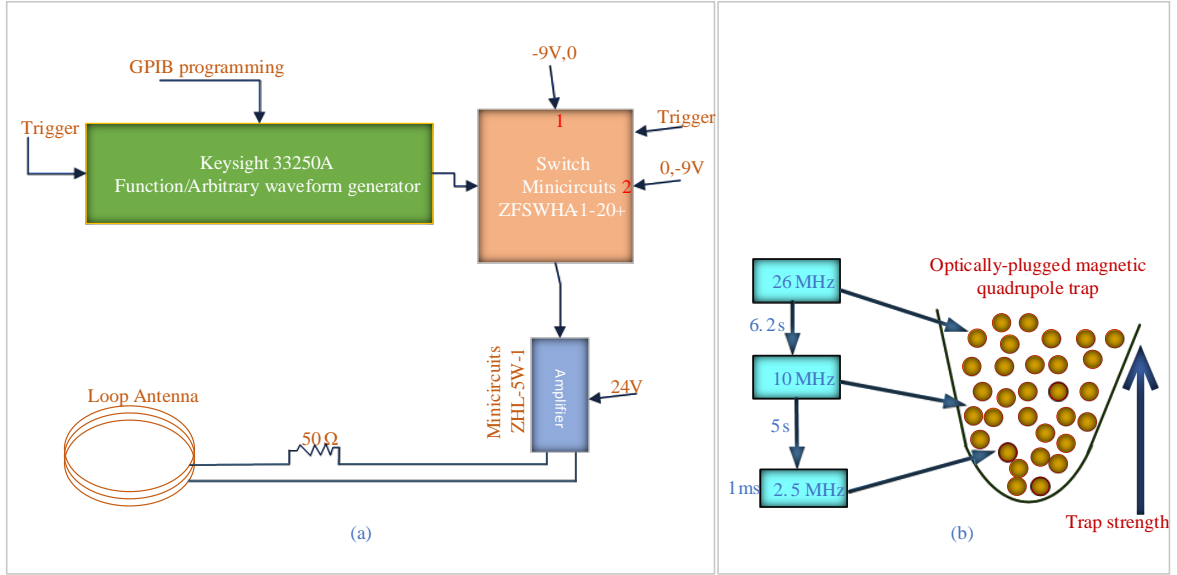 -9V,0
GPIB programming
Trigger
1
Trigger
Keysight 33250A
Function/Arbitrary waveform generator
Switch
Minicircuits 2
ZFSWHA-1-20+
0,-9V
Minicircuits
ZHL-5W-1
Amplifier
24V
Loop Antenna
50 Ω
(a)
Optically-plugged magnetic
quadrupole trap
26 MHz
6.2 s
10 MHz
5 s
1 ms
2.5 MHz
Trap strength
(b)